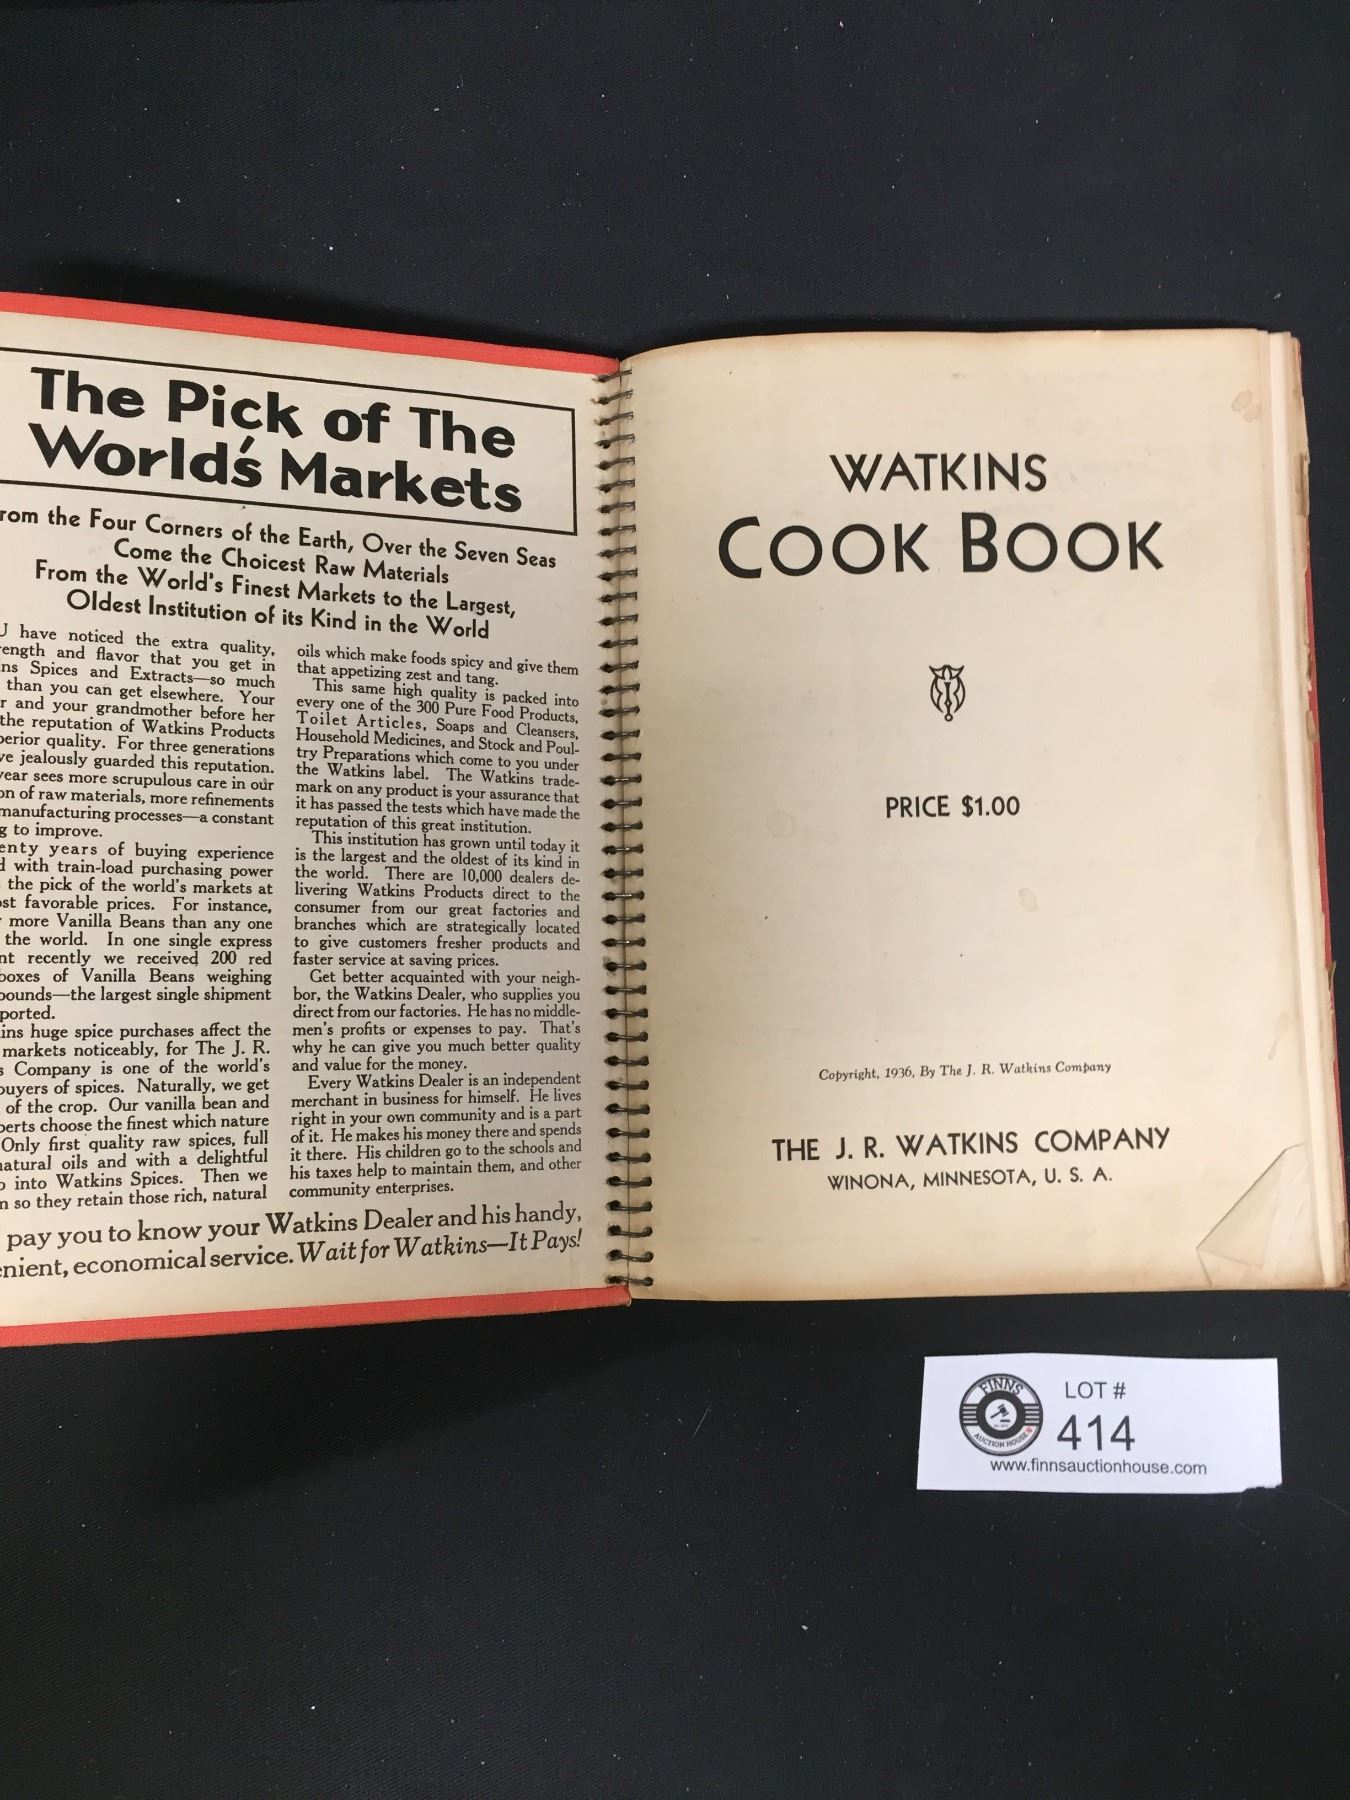 The Pick of The
World's Markets
rom the Four Corners of the Earth, Over the Seven Seas
Come the Choicest Raw Materials
From the World's Finest Markets to the Largest,
Oldest Institution of its Kind in the World
U have noticed the extra quality,
ength and flavor that you get in
ns Spices and Extracts—so much
than you can get elsewhere. Your
r and your grandmother before her
the reputation of Watkins Products
perior quality. For three generations
ve jealously guarded this reputation.
year sees more scrupulous care in our
on of raw materials, more refinements
manufacturing processes—a constant
g to improve.
enty years of buying experience
d with train-load purchasing power
the pick of the world's markets at
ost favorable prices. For instance,
more Vanilla Beans than any one
the world. In one single express
nt recently we received 200 red
boxes of Vanilla Beans weighing
pounds—the largest single shipment
ported.
ins huge spice purchases affect the
markets noticeably, for The J. R.
s Company is one of the world's
buyers of spices. Naturally, we get
of the crop. Our vanilla bean and
perts choose the finest which nature
Only first quality raw spices, full
natural oils and with a delightful
o into Watkins Spices. Then we
m so they retain those rich, natural
oils which make foods spicy and give them
that appetizing zest and tang.
This same high quality is packed into
every one of the 300 Pure Food Products,
Toilet Articles, Soaps and Cleansers,
Household Medicines, and Stock and Poul-
try Preparations which come to you under
the Watkins label. The Watkins trade-
mark on any product is your assurance that
it has passed the tests which have made the
reputation of this great institution.
This institution has grown until today it
is the largest and the oldest of its kind in
the world. There are 10,000 dealers de-
livering Watkins Products direct to the
consumer from our great factories and
branches which are strategically located
to give customers fresher products and
faster service at saving prices.
Get better acquainted with your neigh-
bor, the Watkins Dealer, who supplies you
direct from our factories. He has no middle-
men's profits or expenses to pay. That's
why he can give you much better quality
and value for the money.
Every Watkins Dealer is an independent
merchant in business for himself. He lives
right in your own community and is a part
of it. He makes his money there and spends
it there. His children go to the schools and
his taxes help to maintain them, and other
community enterprises.
pay you to know your Watkins Dealer and his handy,
enient, economical service. Wait for Watkins—It Pays!
WATKINS
COOK BOOK
PRICE $1.00
Copyright, 1936, By The J. R. Watkins Company
THE J. R. WATKINS COMPANY
WINONA, MINNESOTA, U. S. A.
FINNS
AUCTION HOUSE
LOT #
414
www.finnsauctionhouse.com